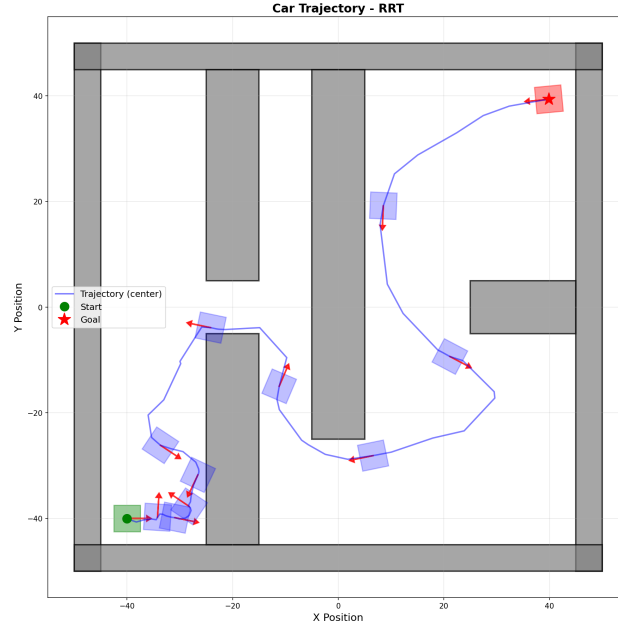 Car Trajectory - RRT
Y Position
40
20
0
−20
−40
Trajectory (center)
Start
Goal
−40
−20
0
20
40
X Position